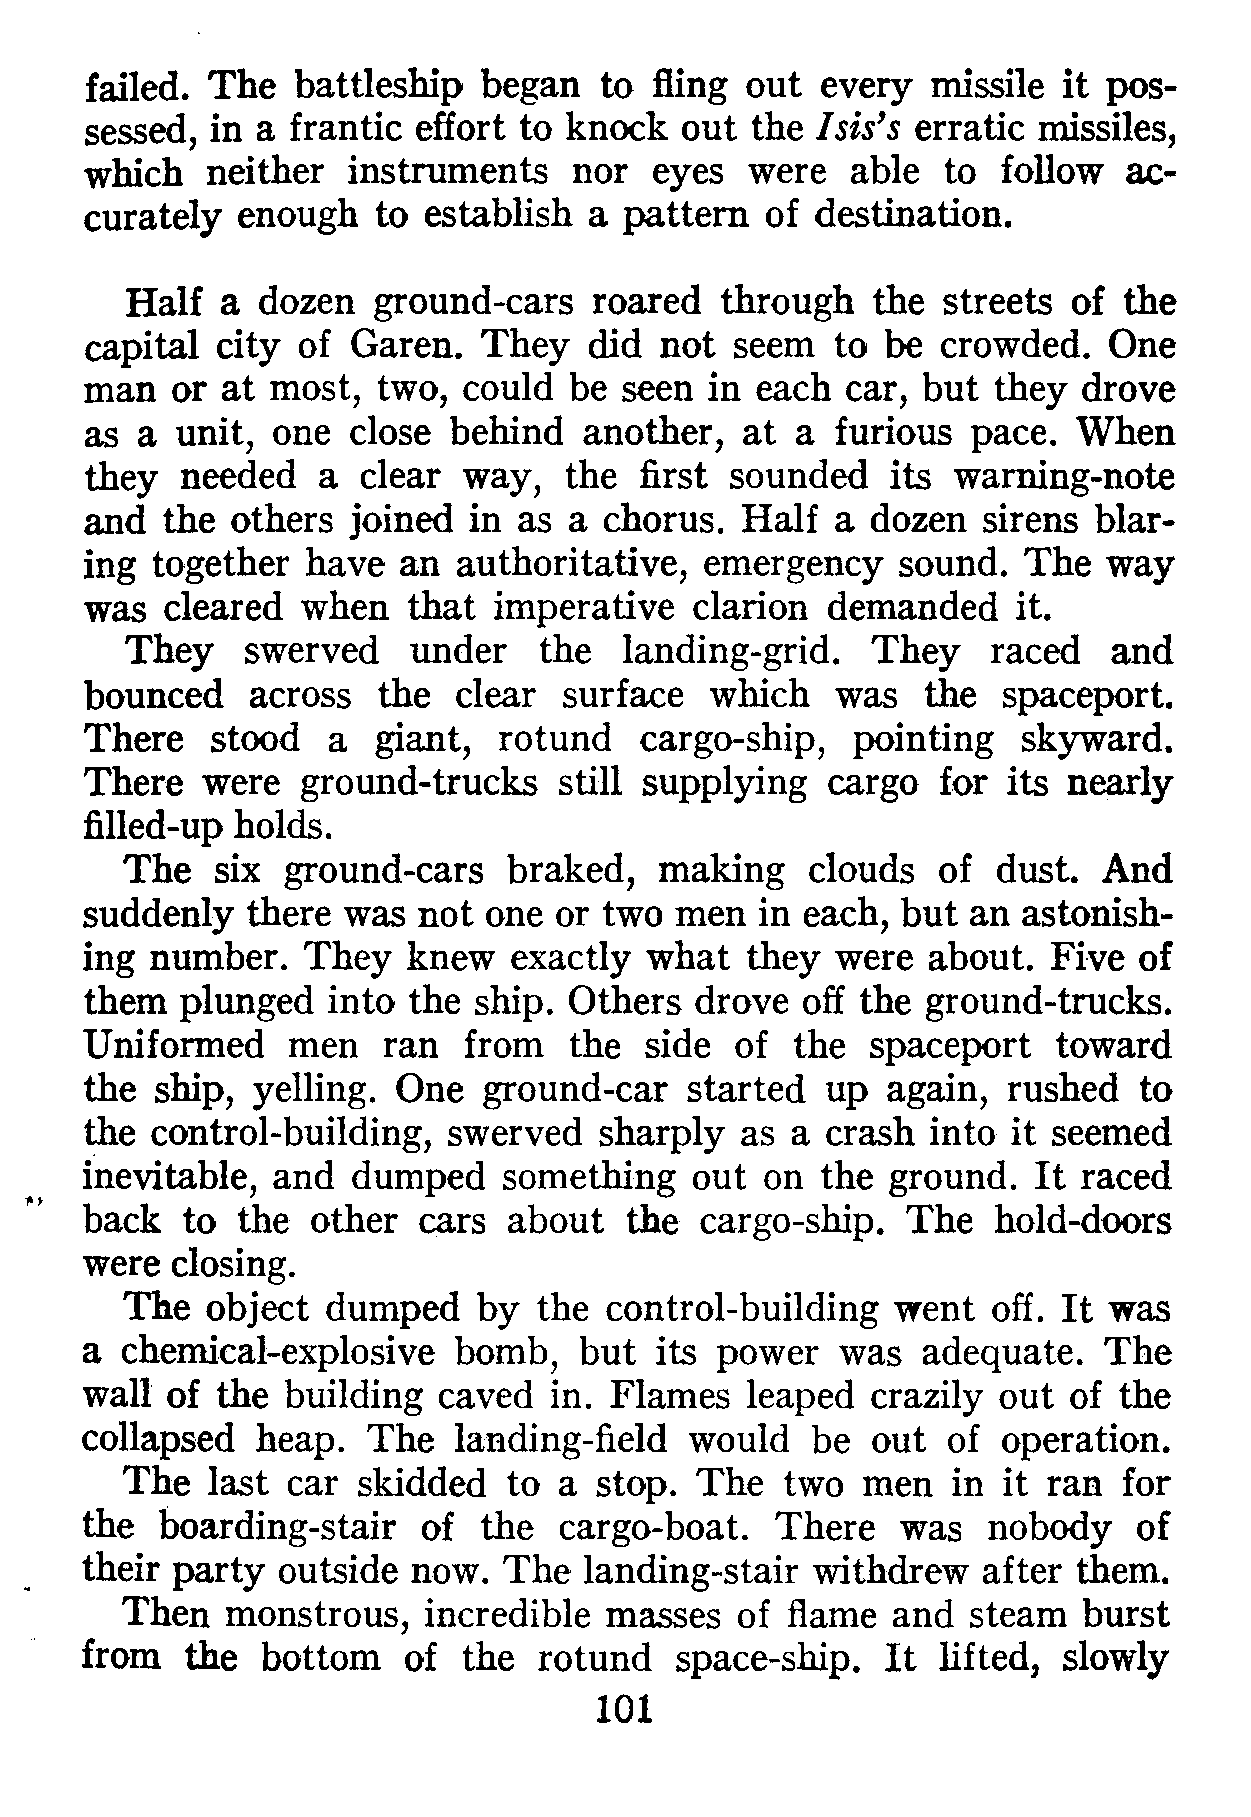 failed. The battleship began to fling out every missile it pos-
sessed, in a frantic effort to knock out the Isis's erratic missiles,
which neither instruments nor eyes were able to follow ac-
curately enough to establish a pattern of destination.
Half a dozen ground-cars roared through the streets of the
capital city of Garen. They did not seem to be crowded. One
man or at most, two, could be seen in each car, but they drove
as a unit, one close behind another, at a furious pace. When
they needed a clear way, the first sounded its warning-note
and the others joined in as a chorus. Half a dozen sirens blar-
ing together have an authoritative, emergency sound. The way
was cleared when that imperative clarion demanded it.
They swerved under the landing-grid. They raced and
bounced across the clear surface which was the spaceport.
There stood a giant, rotund cargo-ship, pointing skyward.
There were ground-trucks still supplying cargo for its nearly
filled-up holds.
The six ground-cars braked, making clouds of dust. And
suddenly there was not one or two men in each, but an astonish-
ing number. They knew exactly what they were about. Five of
them plunged into the ship. Others drove off the ground-trucks.
Uniformed men ran from the side of the spaceport toward
the ship, yelling. One ground-car started up again, rushed to
the control-building, swerved sharply as a crash into it seemed
inevitable, and dumped something out on the ground. It raced
back to the other cars about the cargo-ship. The hold-doors
were closing.
The object dumped by the control-building went off. It was
a chemical-explosive bomb, but its power was adequate. The
wall of the building caved in. Flames leaped crazily out of the
collapsed heap. The landing-field would be out of operation.
The last car skidded to a stop. The two men in it ran for
the boarding-stair of the cargo-boat. There was nobody of
their party outside now. The landing-stair withdrew after them.
Then monstrous, incredible masses of flame and steam burst
from the bottom of the rotund space-ship. It lifted, slowly
101